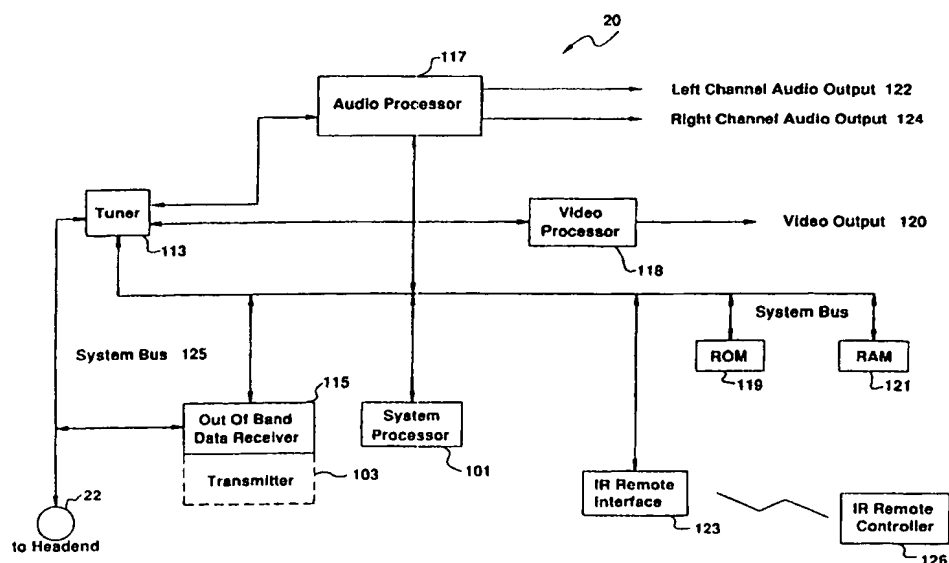 20
117
Audio Processor
Left Channel Audio Output 122
Right Channel Audio Output 124
Tuner
113
Video
Processor
118
Video Output 120
System Bus
System Bus 125
ROM
119
RAM
121
115
Out Of Band
Data Receiver
Transmitter
103
System
Processor
101
IR Remote
Interface
123
IR Remote
Controller
126
22
to Headend